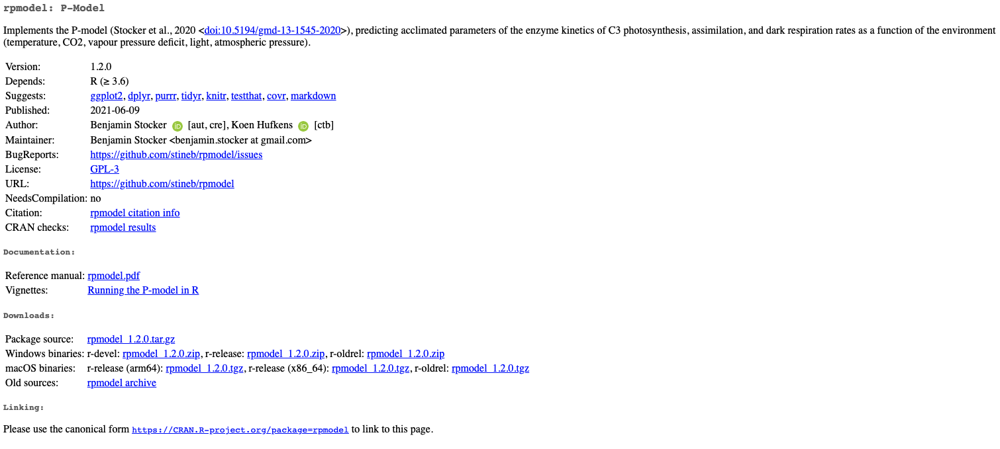 rpmodel: P-Model
Implements the P-model (Stocker et al., 2020 <doi:10.5194/gmd-13-1545-2020>), predicting acclimated parameters of the enzyme kinetics of C3 photosynthesis, assimilation, and dark respiration rates as a function of the environment
(temperature, CO2, vapour pressure deficit, light, atmospheric pressure).
Version: 1.2.0
Depends: R (≥ 3.6)
Suggests: ggplot2, dplyr, purrr, tidyr, knitr, testthat, covr, markdown
Published: 2021-06-09
Author: Benjamin Stocker iD [aut, cre], Koen Hufkens iD [ctb]
Maintainer: Benjamin Stocker <benjamin.stocker at gmail.com>
BugReports: https://github.com/stineb/rpmodel/issues
License: GPL-3
URL: https://github.com/stineb/rpmodel
NeedsCompilation: no
Citation: rpmodel citation info
CRAN checks: rpmodel results
Documentation:
Reference manual: rpmodel.pdf
Vignettes: Running the P-model in R
Downloads:
Package source: rpmodel_1.2.0.tar.gz
Windows binaries: r-devel: rpmodel_1.2.0.zip, r-release: rpmodel_1.2.0.zip, r-oldrel: rpmodel_1.2.0.zip
macOS binaries: r-release (arm64): rpmodel_1.2.0.tgz, r-release (x86_64): rpmodel_1.2.0.tgz, r-oldrel: rpmodel_1.2.0.tgz
Old sources: rpmodel archive
Linking:
Please use the canonical form https://CRAN.R-project.org/package=rpmodel to link to this page.